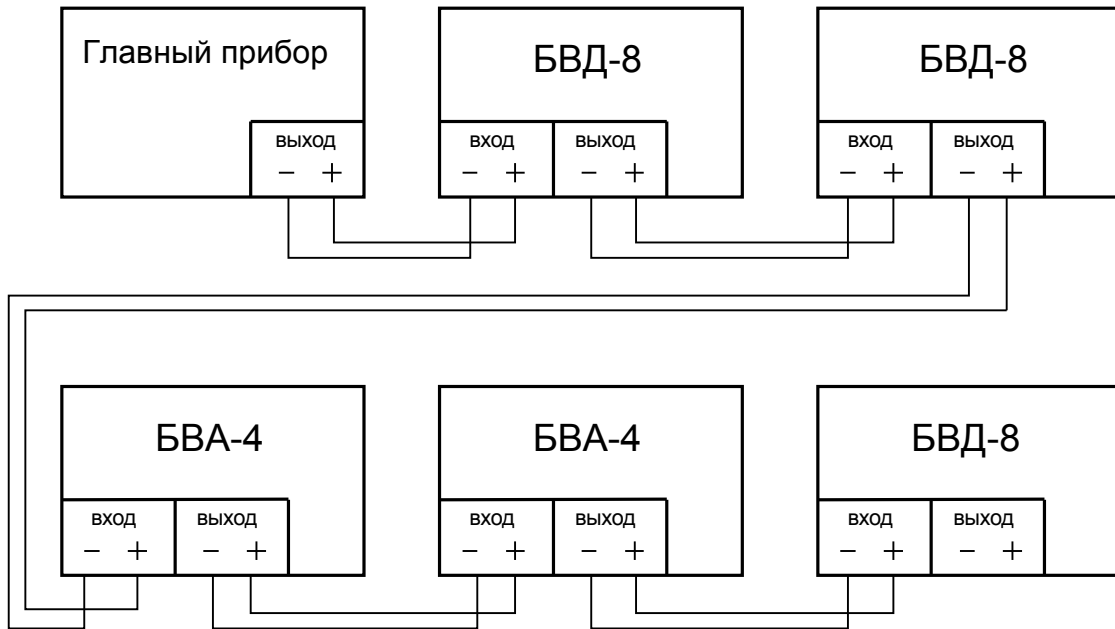 Главный прибор
БВД-8
БВД-8
выход
вход
выход
вход
выход
− +
− +
− +
− +
− +
БВА-4
БВА-4
БВД-8
вход
выход
вход
выход
вход
выход
− +
− +
− +
− +
− +
− +